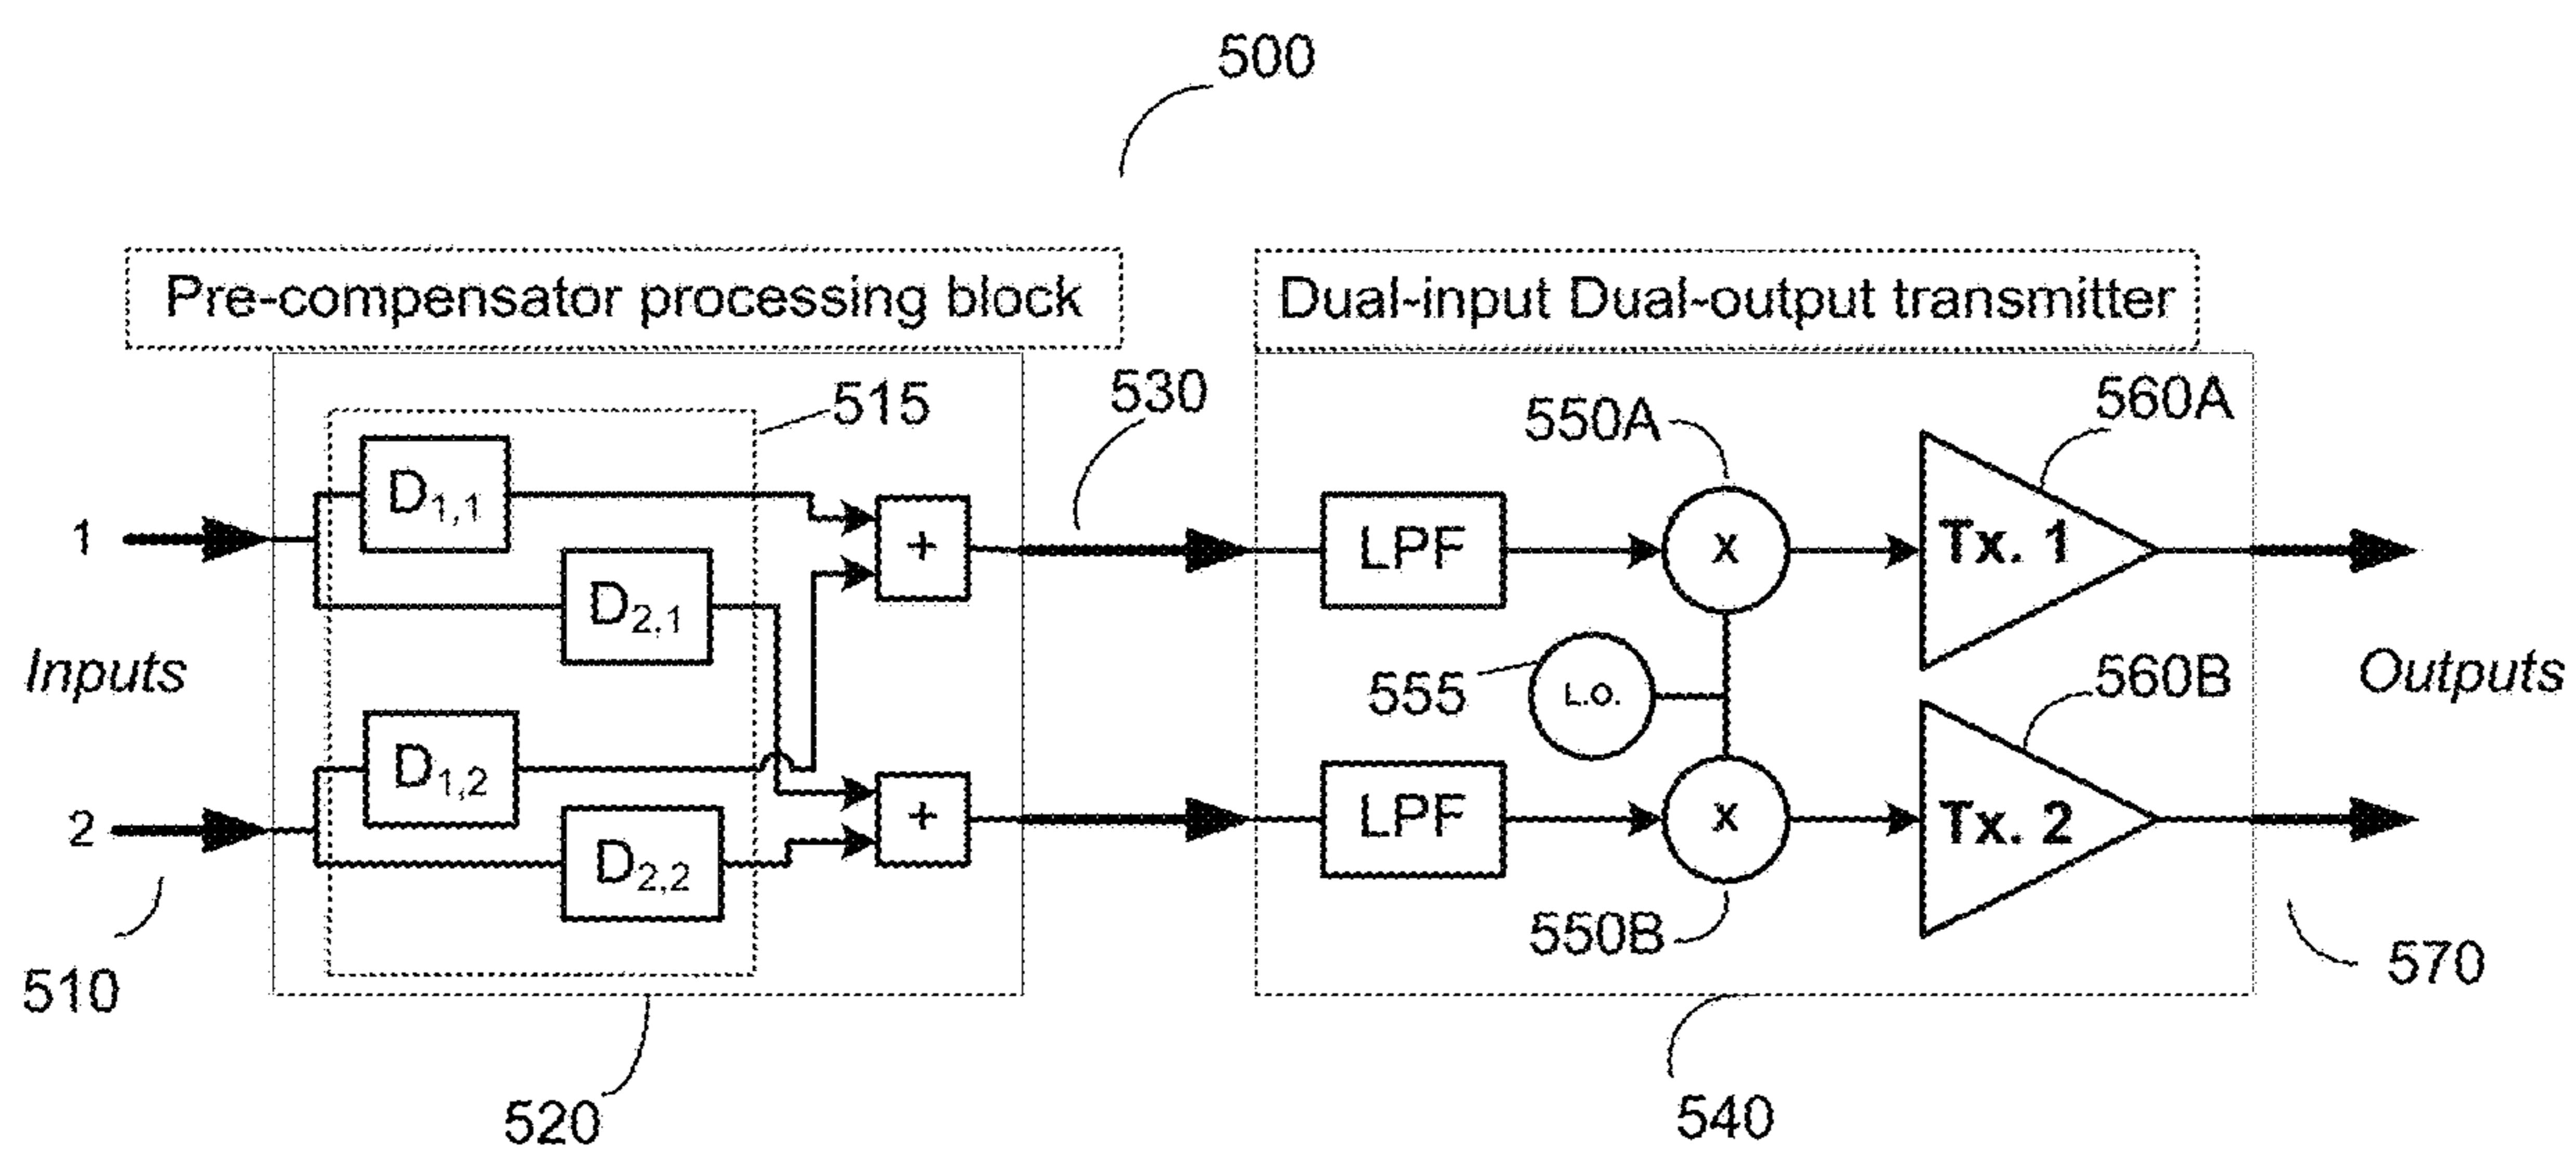 500
Pre-compensator processing block
Dual-input Dual-output transmitter
515
530
550A
560A
D1,1
1
+
LPF
x
Tx. 1
D2,1
Inputs
555
L.O.
560B
Outputs
D1,2
2
+
LPF
x
Tx. 2
D2,2
550B
510
570
520
540